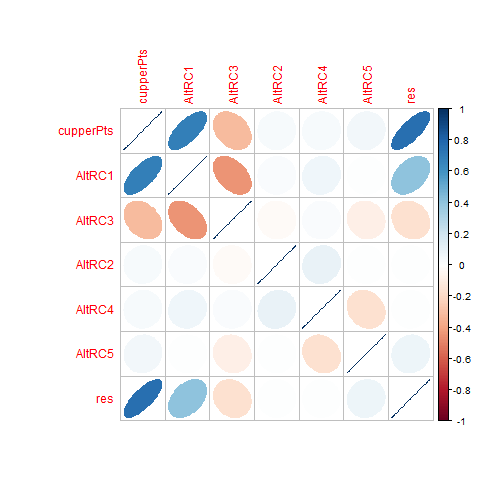 cupperPts
AltRC1
AltRC3
AltRC2
AltRC4
AltRC5
res
cupperPts
AltRC1
AltRC3
AltRC2
AltRC4
AltRC5
res
1
0.8
0.6
0.4
0.2
0
-0.2
-0.4
-0.6
-0.8
-1